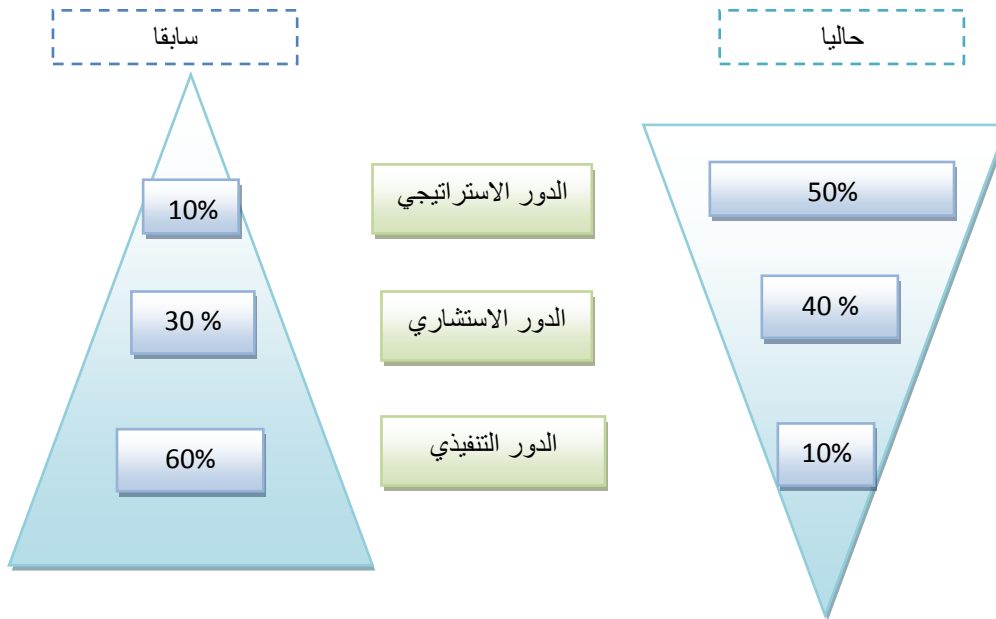 سابقا
حاليا
10%
الدور الاستراتيجي
50%
30 %
الدور الاستشاري
40 %
60%
الدور التنفيذي
10%